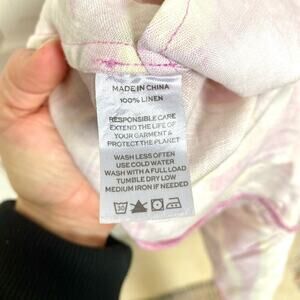 MADE IN CHINA
100% LINEN
RESPONSIBLE CARE
EXTEND THE LIFE OF
YOUR GARMENT &
PROTECT THE PLANET
WASH LESS OFTEN
USE COLD WATER
WASH WITH A FULL LOAD
TUMBLE DRY LOW
MEDIUM IRON IF NEEDED
30